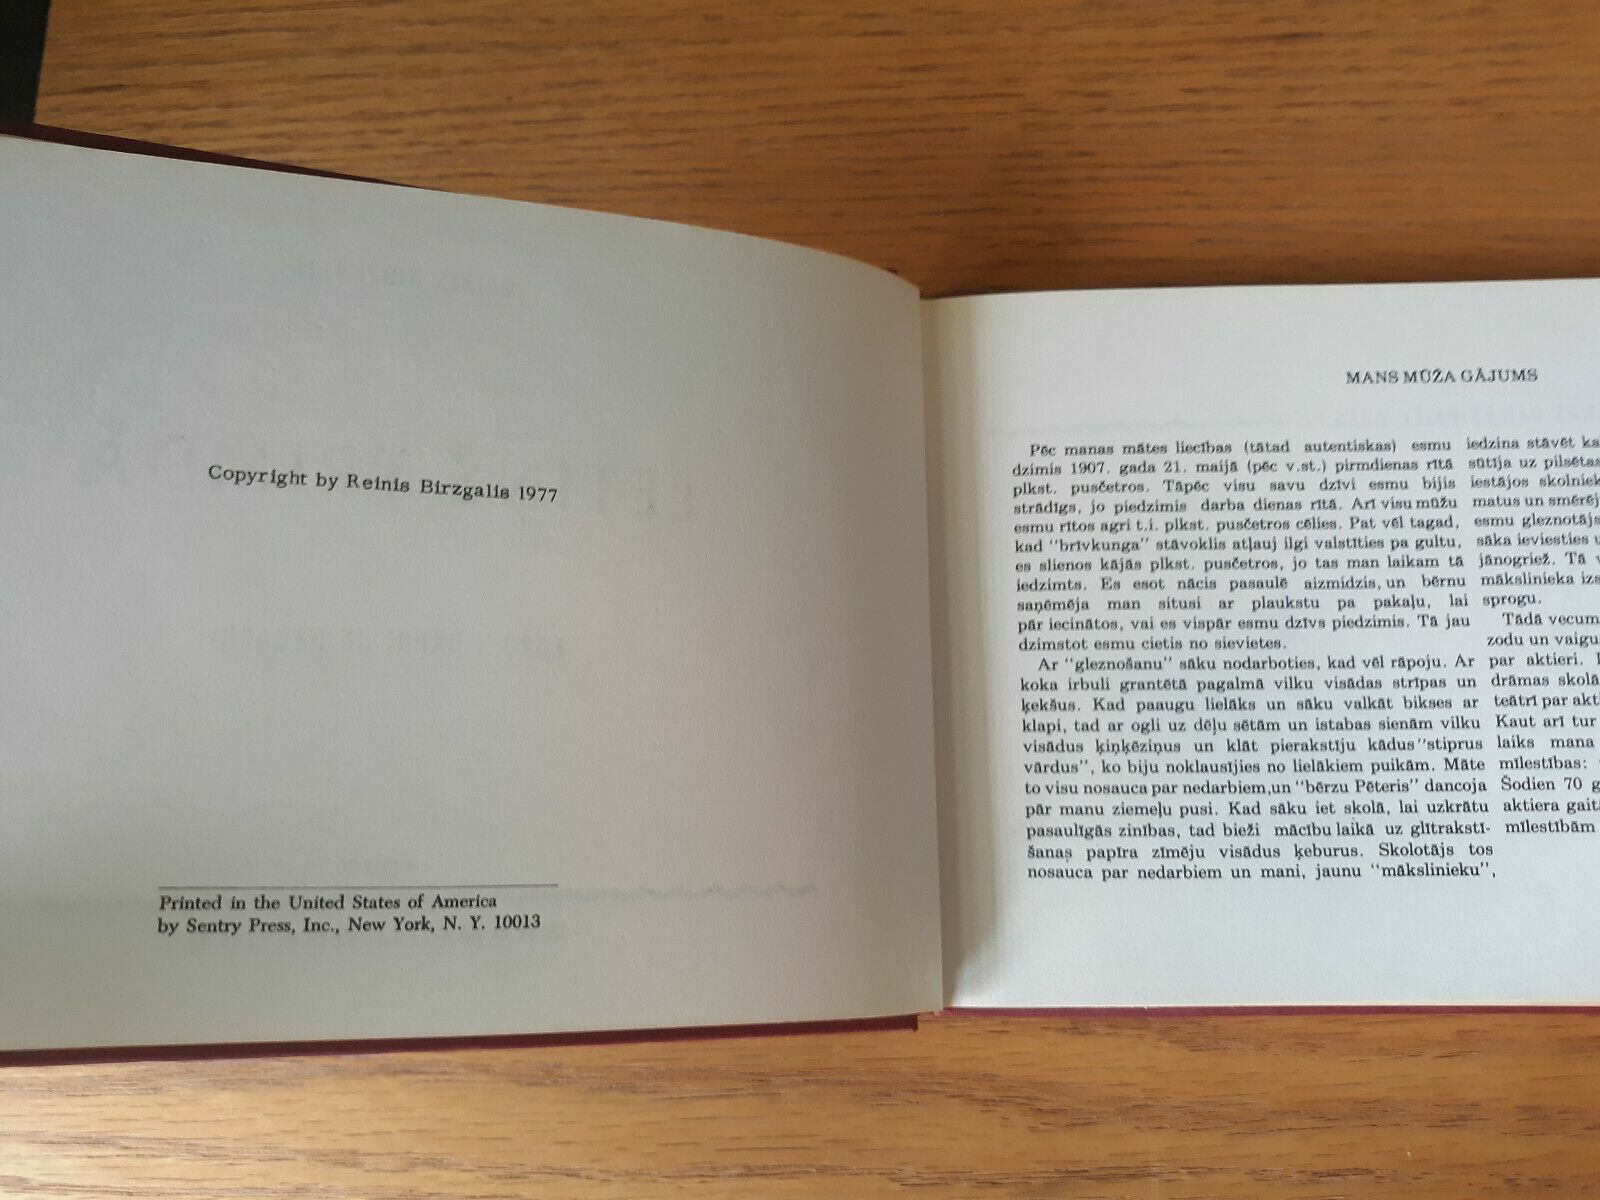 Copyright by Reinis Birzgalis 1977
Printed in the United States of America
by Sentry Press, Inc., New York, N. Y. 10013
MANS MŪŽA GĀJUMS
Pēc manas mātes liecības (tātad autentiskas) esmu
dzimis 1907. gada 21. maijā (pēc v.st.) pirmdienas rītā
plkst. pusčetros. Tāpēc visu savu dzīvi esmu bijis
strādīgs, jo piedzimis darba dienas rītā. Arī visu mūžu
esmu rītos agri t.i. plkst. pusčetros cēlies. Pat vēl tagad,
kad "brīvkunga" stāvoklis atļauj ilgi valstīties pa gultu,
es slienos kājās plkst. pusčetros, jo tas man laikam tā
iedzimts. Es esot nācis pasaulē aizmidzis, un bērnu
saņēmēja man situsi ar plaukstu pa pakaļu, lai
pār iecinātos, vai es vispār esmu dzīvs piedzimis. Tā jau
dzimstot esmu cietis no sievietes.
Ar "gleznošanu" sāku nodarboties, kad vēl rāpoju. Ar
koka irbuli grantētā pagalmā vilku visādas strīpas un
ķekšus. Kad paaugu lielāks un sāku valkāt bikses ar
klapi, tad ar ogli uz dēļu sētām un istabas sienām vilku
visādus ķiņķēziņus un klāt pierakstīju kādus "stiprus
vārdus", ko biju noklausījies no lielākiem puikām. Māte
to visu nosauca par nedarbiem, un "bērzu Pēteris" dancoja
pār manu ziemeļu pusi. Kad sāku iet skolā, lai uzkrātu
pasaulīgās zinības, tad bieži mācību laikā uz glītrakstī-
šanas papīra zīmēju visādus ķeburus. Skolotājs tos
nosauca par nedarbiem un mani, jaunu "mākslinieku",
iedzina stāvēt
sūtīja uz pilsētas
iestājos
matus un
esmu gleznotājs
sāka ieviesties
jānogriež. Tā
mākslinieka
sprogu.
Tādā
zodu un
par aktieri.
drāmas skolā
teātrī par
Kaut arī tur
laiks mana
mīlestības:
Šodien 70
aktiera
mīlestībām